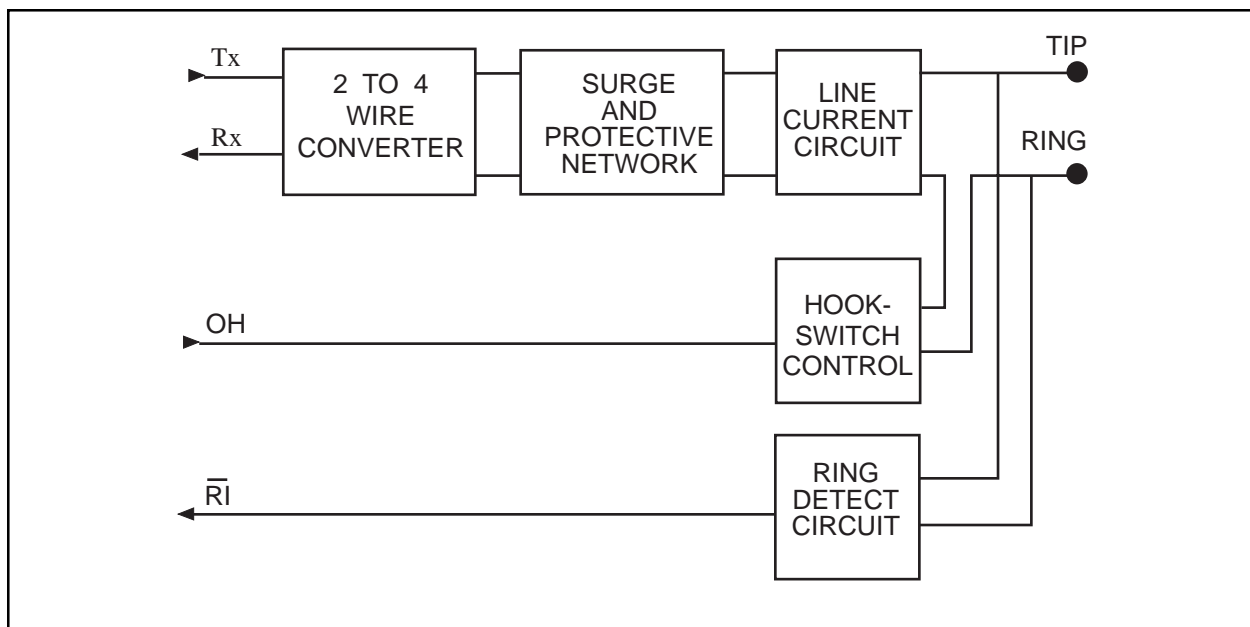 Tx
Rx
2 TO 4
WIRE
CONVERTER
SURGE
AND
PROTECTIVE
NETWORK
LINE
CURRENT
CIRCUIT
TIP
RING
OH
HOOK-
SWITCH
CONTROL
R̅I̅
RING
DETECT
CIRCUIT